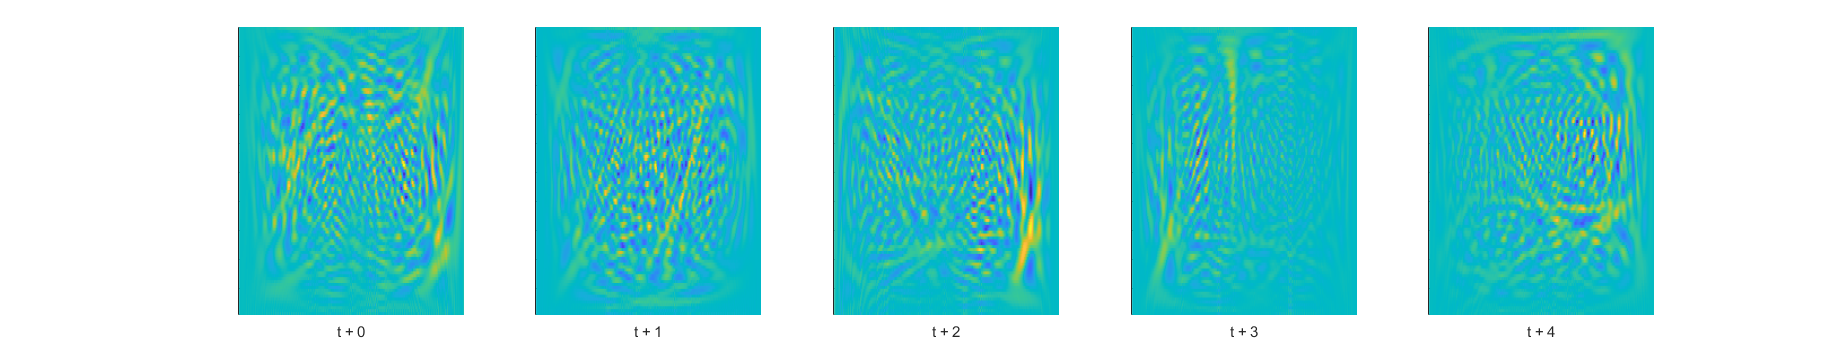 t + 0
t + 1
t + 2
t + 3
t + 4